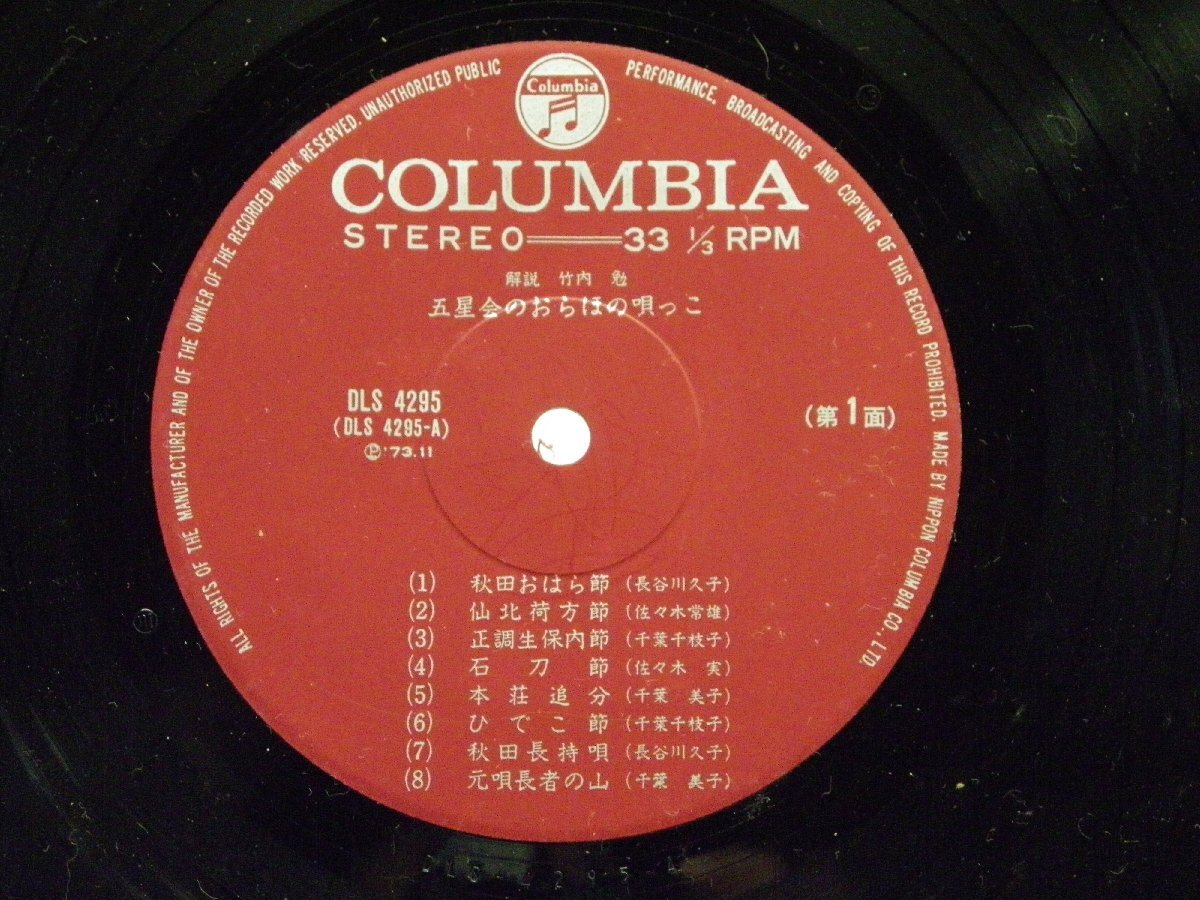 Columbia
COLUMBIA
STEREO 33 1/3 RPM
解説 竹内 勉
五星会のおらほの唄っこ
DLS 4295
(DLS 4295-A)
Ⓟ'73.11
(第1面)
(1) 秋田おはら節 (長谷川久子)
(2) 仙北荷方節 (佐々木常雄)
(3) 正調生保内節 (千葉千枝子)
(4) 石刀節 (佐々木 実)
(5) 本荘追分 (千葉 美子)
(6) ひでこ節 (千葉千枝子)
(7) 秋田長持唄 (長谷川久子)
(8) 元唄長者の山 (千葉 美子)
ALL RIGHTS OF THE MANUFACTURER AND OF THE OWNER OF THE RECORDED WORK RESERVED. UNAUTHORIZED PUBLIC PERFORMANCE, BROADCASTING AND COPYING OF THIS RECORD PROHIBITED. MADE BY NIPPON COLUMBIA CO., LTD.